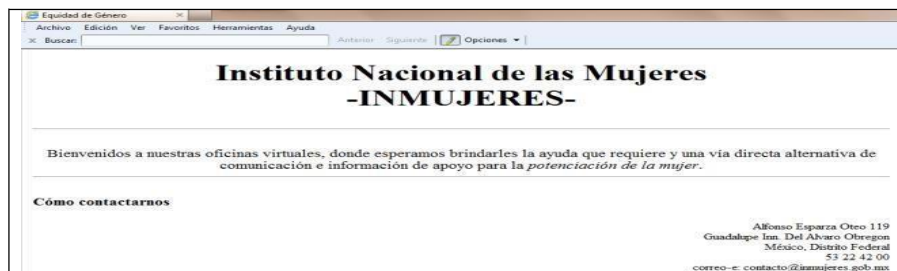 Equidad de Género ×
Archivo Edición Ver Favoritos Herramientas Ayuda
× Buscar: Anterior Siguiente Opciones
Instituto Nacional de las Mujeres
-INMUJERES-
Bienvenidos a nuestras oficinas virtuales, donde esperamos brindarles la ayuda que requiere y una vía directa alternativa de
comunicación e información de apoyo para la potenciación de la mujer.
Cómo contactarnos
Alfonso Esparza Oteo 119
Guadalupe Inn. Del Alvaro Obregon
México, Distrito Federal
53 22 42 00
correo-e: contacto@inmujeres.gob.mx